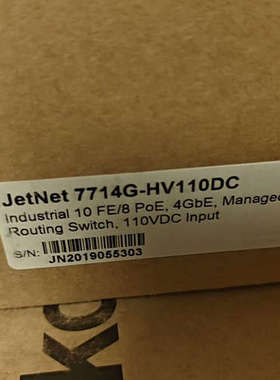 JetNet 7714G-HV110DC
Industrial 10 FE/8 PoE, 4GbE, Managed
Routing Switch, 110VDC Input
S/N:
JN2019055303